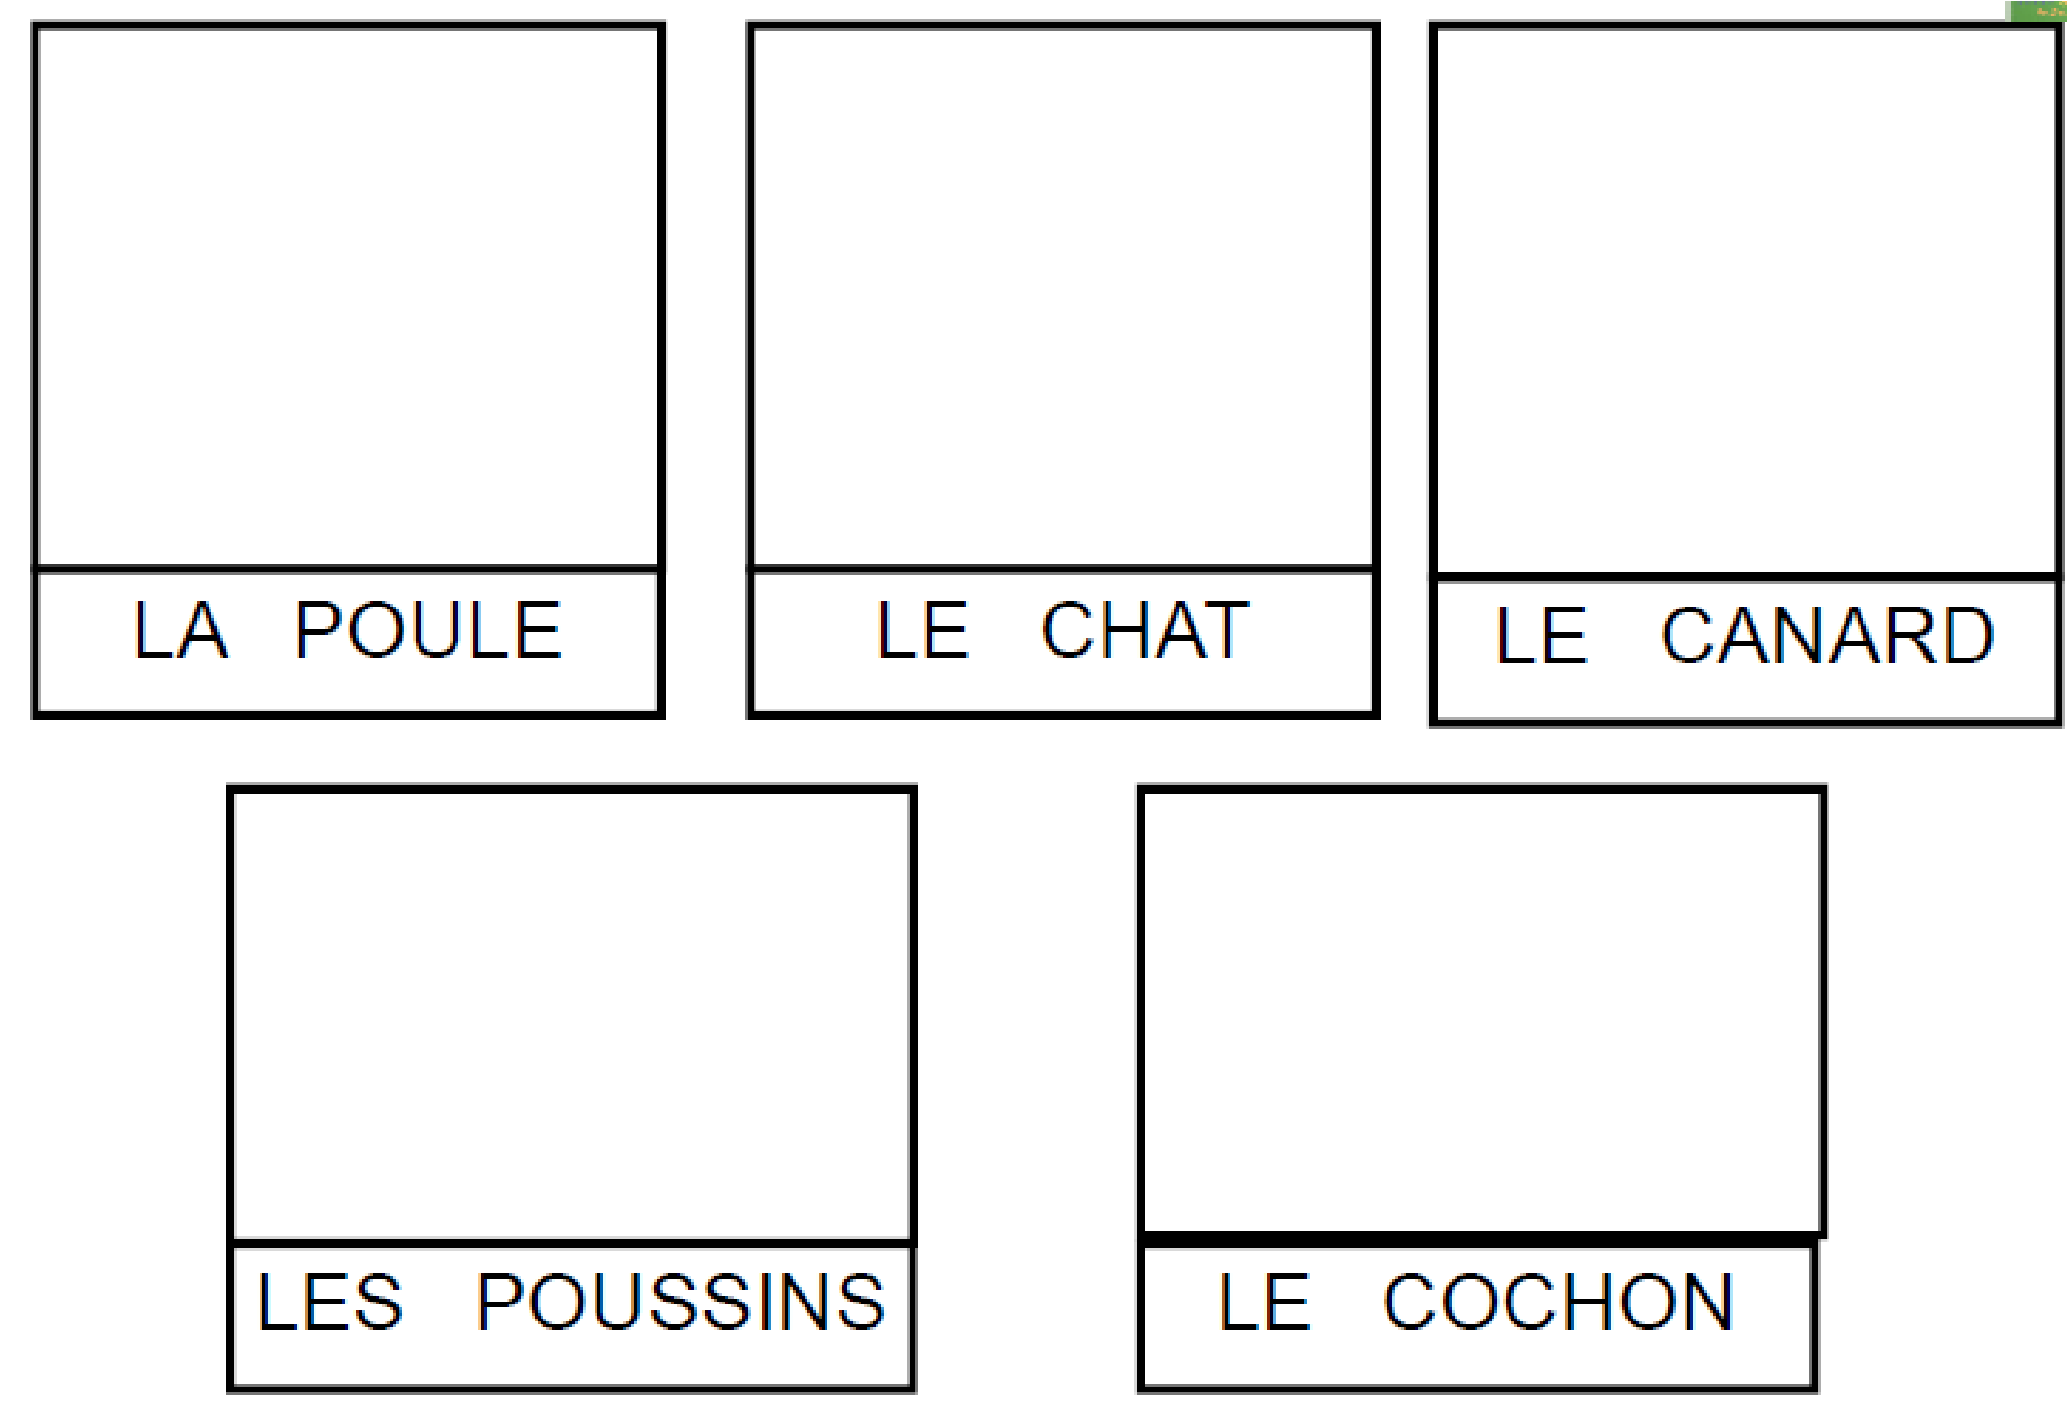 LA POULE
LE CHAT
LE CANARD
LES POUSSINS
LE COCHON